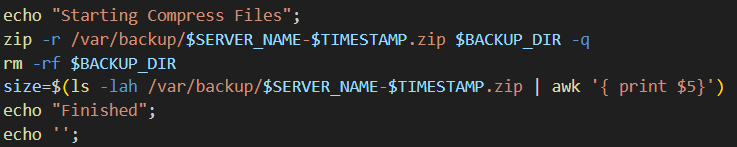 echo "Starting Compress Files";
zip -r /var/backup/$SERVER_NAME-$TIMESTAMP.zip $BACKUP_DIR -q
rm -rf $BACKUP_DIR
size=$(ls -lah /var/backup/$SERVER_NAME-$TIMESTAMP.zip | awk '{ print $5}')
echo "Finished";
echo '';